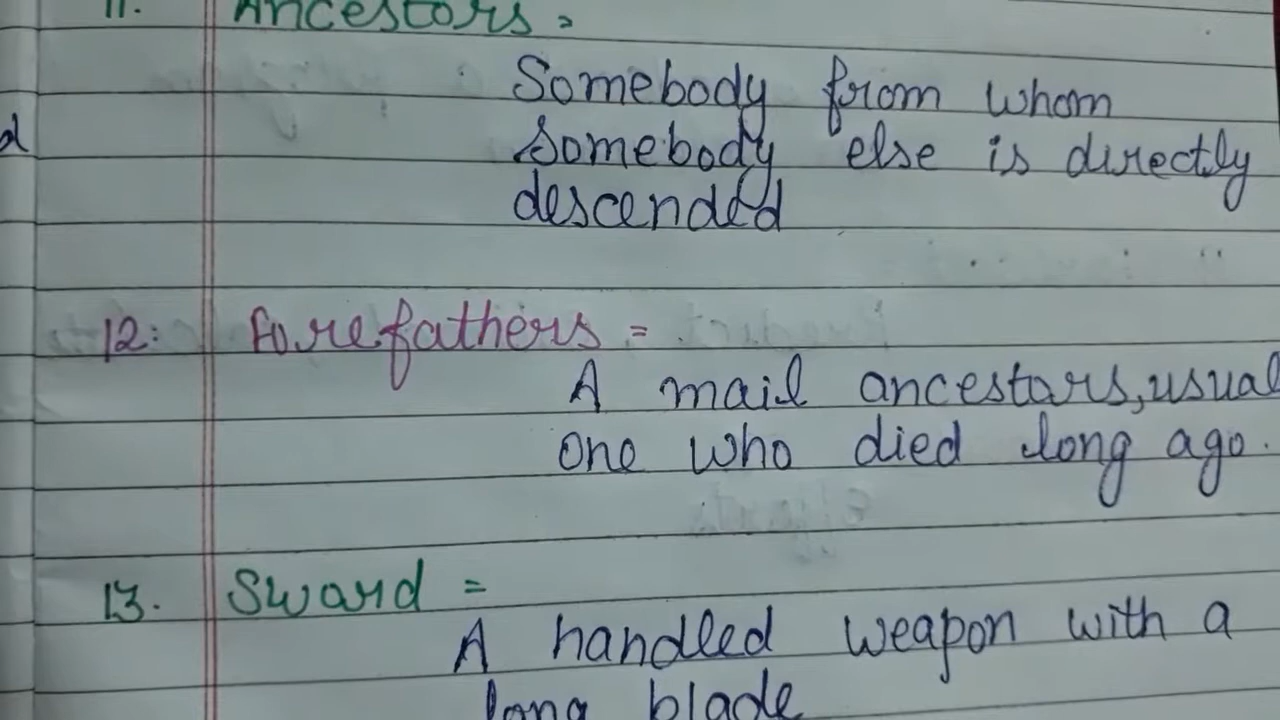 11. Ancestors =
Somebody from whom
d somebody else is directly
descended
12: Forefathers =
A mail ancestars, usual
one who died long ago.
13. Sward =
A handled weapon with a
long blade